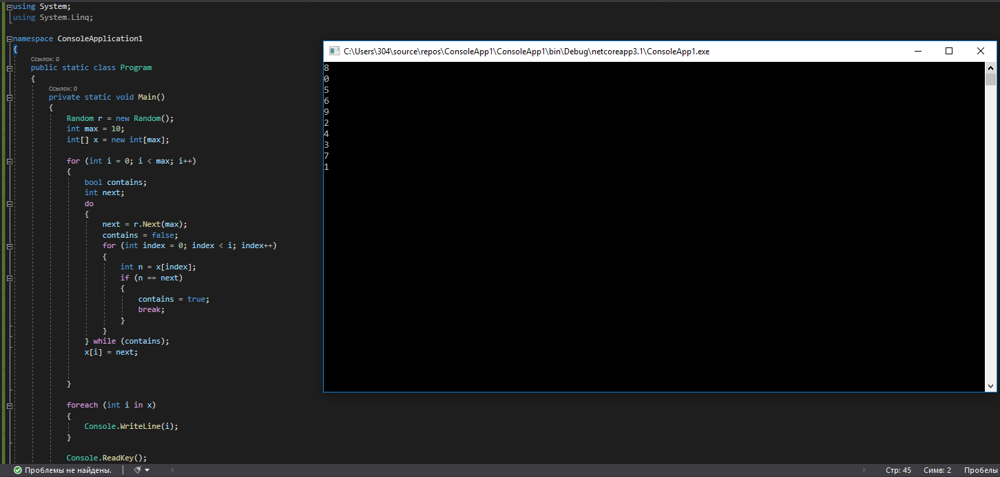 using System;
using System.Linq;
namespace ConsoleApplication1
{
Ссылок: 0
public static class Program
{
Ссылок: 0
private static void Main()
{
Random r = new Random();
int max = 10;
int[] x = new int[max];
for (int i = 0; i < max; i++)
{
bool contains;
int next;
do
{
next = r.Next(max);
contains = false;
for (int index = 0; index < i; index++)
{
int n = x[index];
if (n == next)
{
contains = true;
break;
}
}
} while (contains);
x[i] = next;
}
foreach (int i in x)
{
Console.WriteLine(i);
}
Console.ReadKey();
C:\Users\304\source\repos\ConsoleApp1\ConsoleApp1\bin\Debug\netcoreapp3.1\ConsoleApp1.exe
8
0
5
6
9
2
4
3
7
1
Проблемы не найдены.
Стр: 45 Симв: 2 Пробелы